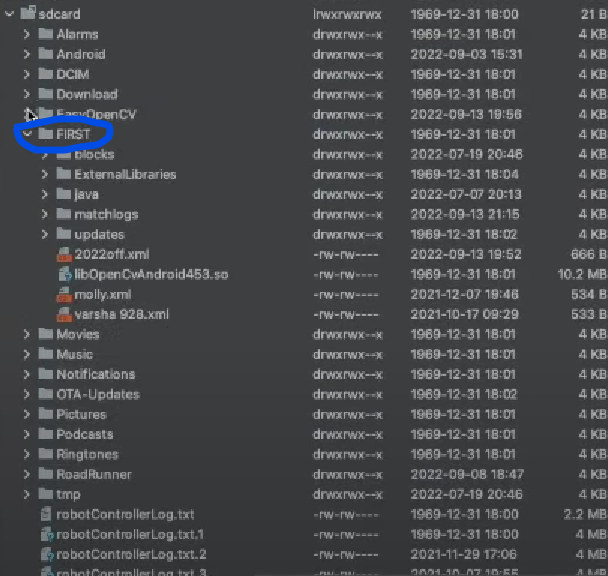 sdcard lrwxrwxrwx 1969-12-31 18:00 21 B
Alarms drwxrwx--x 1969-12-31 18:01 4 KB
Android drwxrwx--x 2022-09-03 15:31 4 KB
DCIM drwxrwx--x 1969-12-31 18:01 4 KB
Download drwxrwx--x 1969-12-31 18:01 4 KB
EasyOpenCV drwxrwx--x 2022-09-13 19:56 4 KB
FIRST drwxrwx--x 1969-12-31 18:01 4 KB
blocks drwxrwx--x 2022-07-19 20:46 4 KB
ExternalLibraries drwxrwx--x 1969-12-31 18:04 4 KB
java drwxrwx--x 2022-07-07 20:13 4 KB
matchlogs drwxrwx--x 2022-09-13 21:15 4 KB
updates drwxrwx--x 1969-12-31 18:02 4 KB
2022off.xml -rw-rw---- 2022-09-13 19:52 666 B
libOpenCvAndroid453.so -rw-rw---- 1969-12-31 18:01 10.2 MB
molly.xml -rw-rw---- 2021-12-07 19:46 534 B
varsha 928.xml -rw-rw---- 2021-10-17 09:29 533 B
Movies drwxrwx--x 1969-12-31 18:01 4 KB
Music drwxrwx--x 1969-12-31 18:01 4 KB
Notifications drwxrwx--x 1969-12-31 18:01 4 KB
OTA-Updates drwxrwx--x 1969-12-31 18:02 4 KB
Pictures drwxrwx--x 1969-12-31 18:01 4 KB
Podcasts drwxrwx--x 1969-12-31 18:01 4 KB
Ringtones drwxrwx--x 1969-12-31 18:01 4 KB
RoadRunner drwxrwx--x 2022-09-08 18:47 4 KB
tmp drwxrwx--x 2022-07-19 20:46 4 KB
robotControllerLog.txt -rw-rw---- 1969-12-31 18:00 2.2 MB
robotControllerLog.txt.1 -rw-rw---- 1969-12-31 18:00 4 MB
robotControllerLog.txt.2 -rw-rw---- 2021-11-29 17:06 4 MB
robotControllerLog.txt.3 -rw-rw---- 2021-10-07 19:55 4 MB